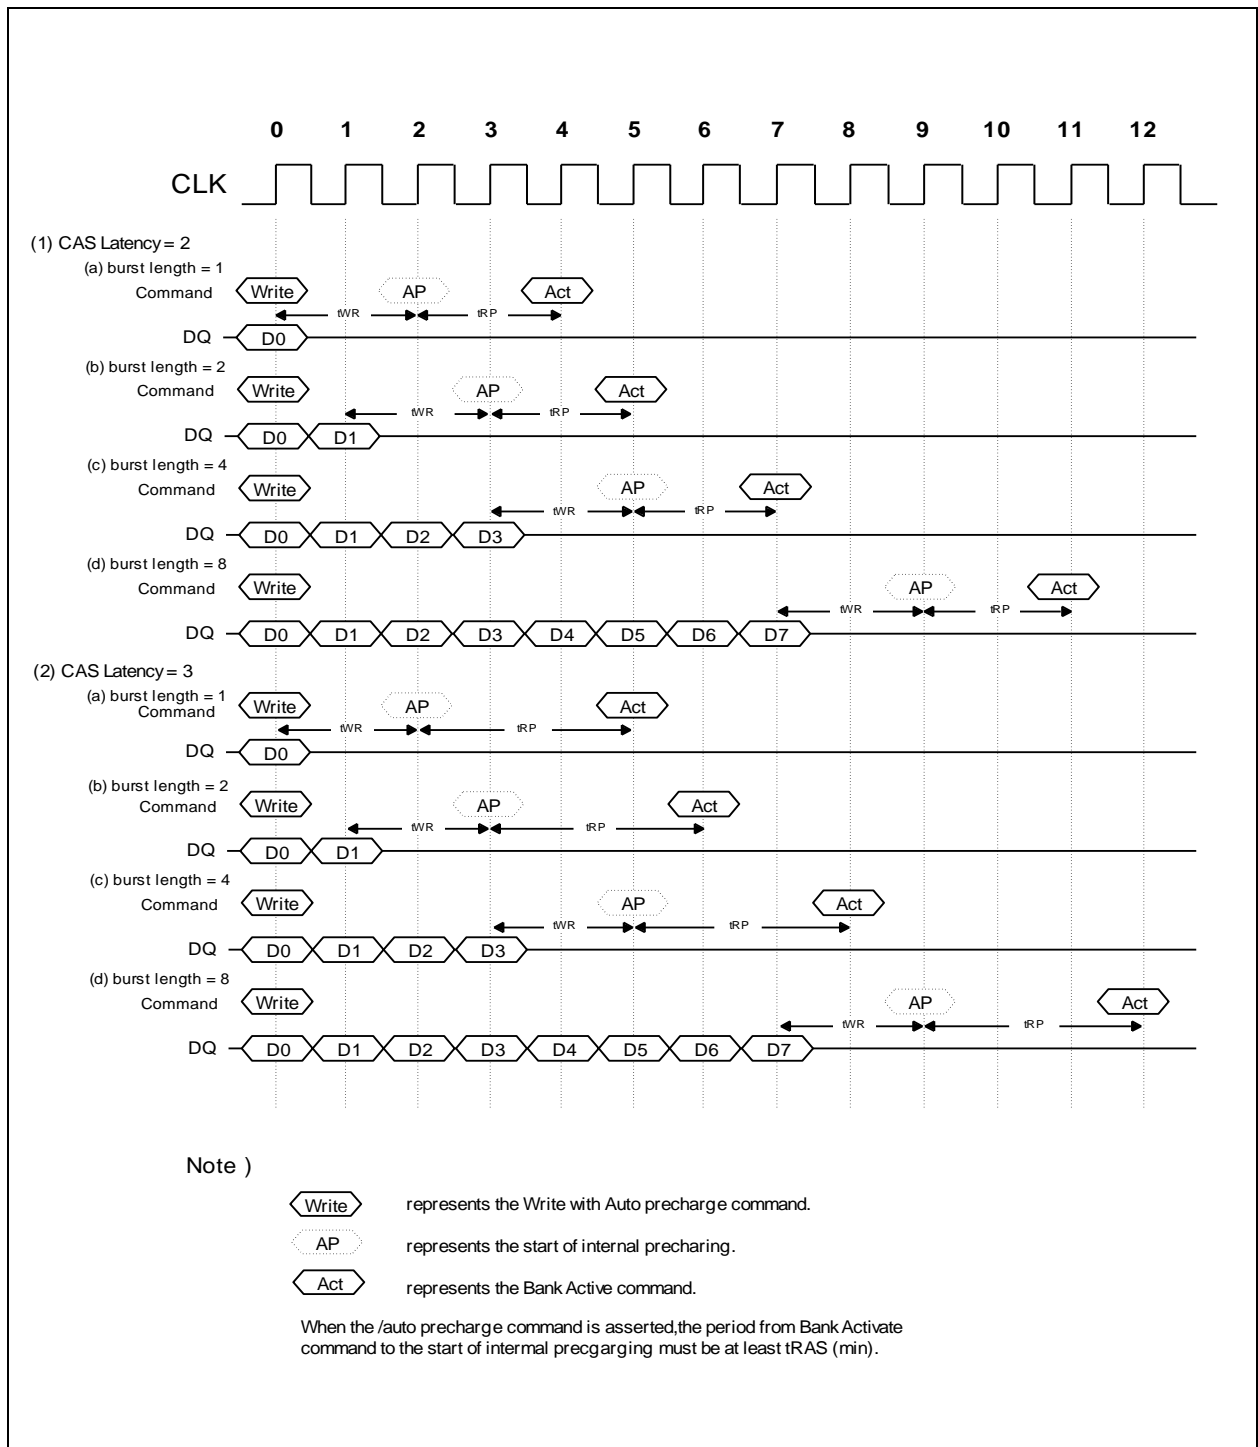 0 1 2 3 4 5 6 7 8 9 10 11 12
CLK
(1) CAS Latency = 2
(a) burst length = 1
Command Write AP Act
tWR tRP
DQ D0
(b) burst length = 2
Command Write AP Act
tWR tRP
DQ D0 D1
(c) burst length = 4
Command Write AP Act
tWR tRP
DQ D0 D1 D2 D3
(d) burst length = 8
Command Write AP Act
tWR tRP
DQ D0 D1 D2 D3 D4 D5 D6 D7
(2) CAS Latency = 3
(a) burst length = 1
Command Write AP Act
tWR tRP
DQ D0
(b) burst length = 2
Command Write AP Act
tWR tRP
DQ D0 D1
(c) burst length = 4
Command Write AP Act
tWR tRP
DQ D0 D1 D2 D3
(d) burst length = 8
Command Write AP Act
tWR tRP
DQ D0 D1 D2 D3 D4 D5 D6 D7
Note )
Write represents the Write with Auto precharge command.
AP represents the start of internal precharing.
Act represents the Bank Active command.
When the /auto precharge command is asserted,the period from Bank Activate
command to the start of intermal precgarging must be at least tRAS (min).